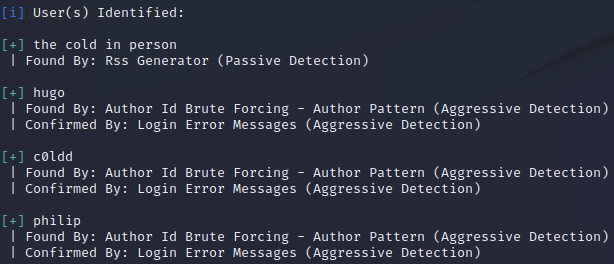 [i] User(s) Identified:
[+] the cold in person
| Found By: Rss Generator (Passive Detection)
[+] hugo
| Found By: Author Id Brute Forcing - Author Pattern (Aggressive Detection)
| Confirmed By: Login Error Messages (Aggressive Detection)
[+] c0ldd
| Found By: Author Id Brute Forcing - Author Pattern (Aggressive Detection)
| Confirmed By: Login Error Messages (Aggressive Detection)
[+] philip
| Found By: Author Id Brute Forcing - Author Pattern (Aggressive Detection)
| Confirmed By: Login Error Messages (Aggressive Detection)